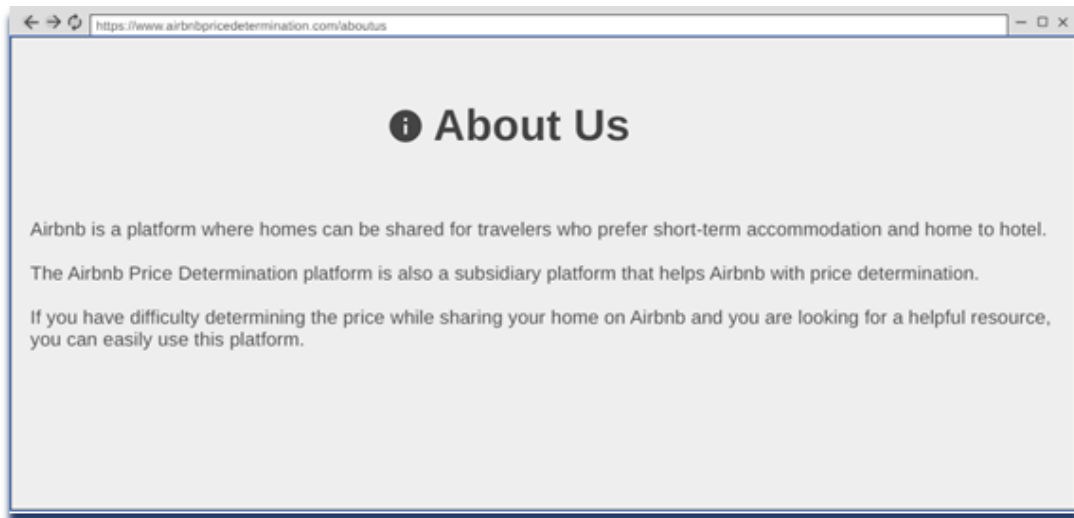 https://www.airbnbpricedetermination.com/aboutus
About Us
Airbnb is a platform where homes can be shared for travelers who prefer short-term accommodation and home to hotel.
The Airbnb Price Determination platform is also a subsidiary platform that helps Airbnb with price determination.
If you have difficulty determining the price while sharing your home on Airbnb and you are looking for a helpful resource,
you can easily use this platform.